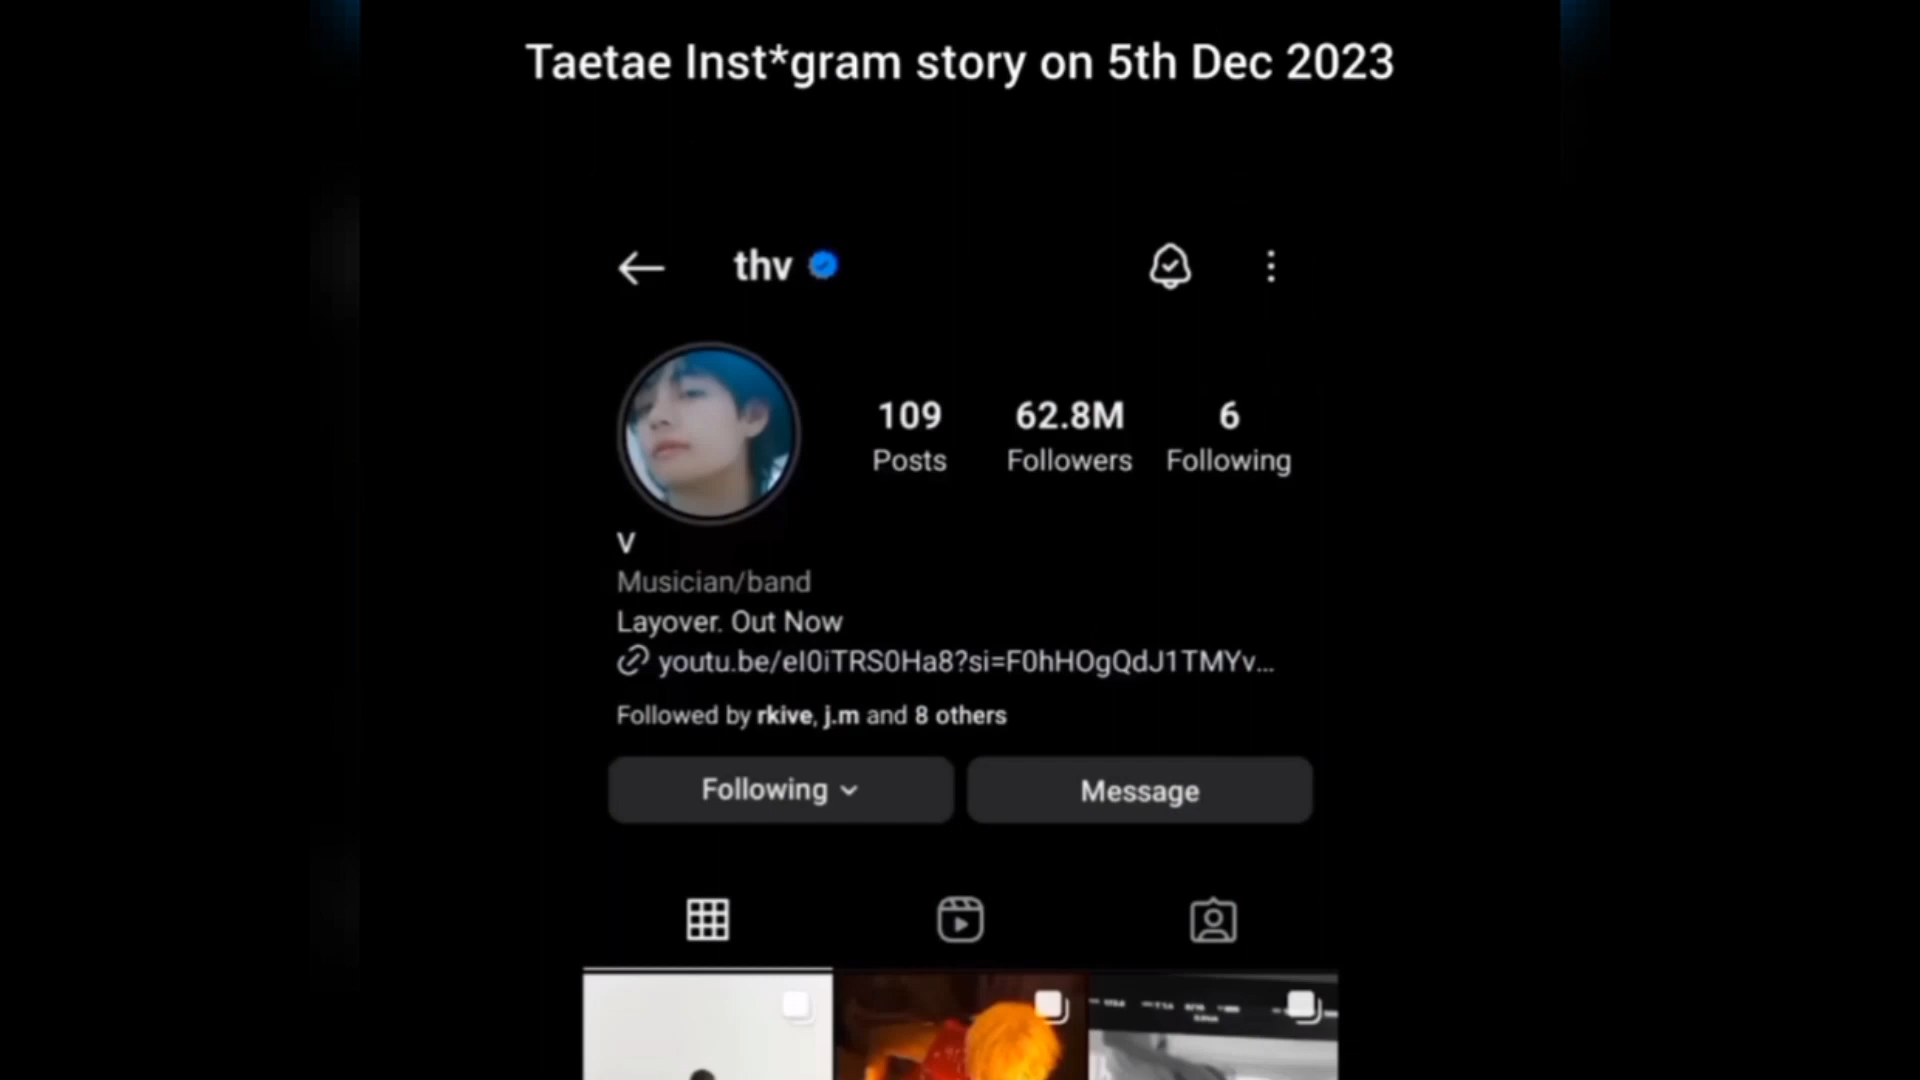 Taetae Inst*gram story on 5th Dec 2023
thv
109 62.8M 6
Posts Followers Following
V
Musician/band
Layover. Out Now
youtu.be/eI0iTRS0Ha8?si=F0hHOgQdJ1TMYv...
Followed by rkive, j.m and 8 others
Following Message